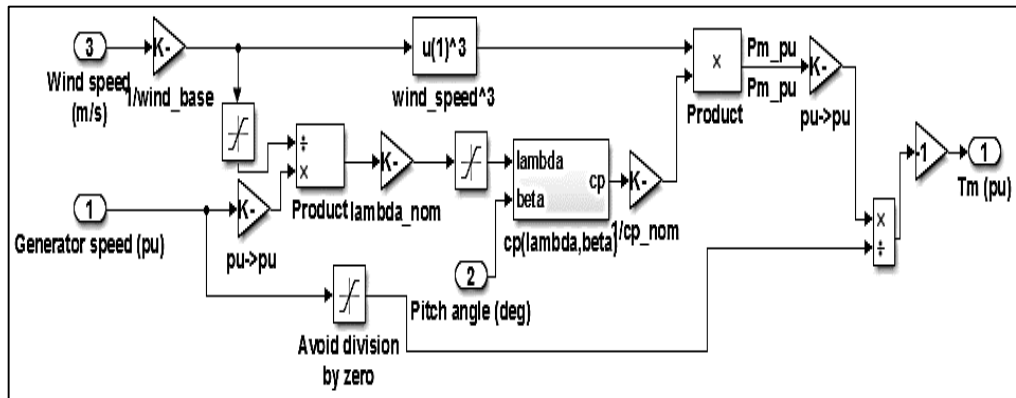 3
K-
Wind speed
(m/s)
1/wind_base
u(1)^3
wind_speed^3
×
Product
Pm_pu
Pm_pu
K-
pu->pu
÷
×
Product
K-
lambda_nom
lambda
beta
cp
cp(lambda,beta)
K-
1/cp_nom
1
Generator speed (pu)
K-
pu->pu
2
Pitch angle (deg)
Avoid division
by zero
×
÷
-1
1
Tm (pu)